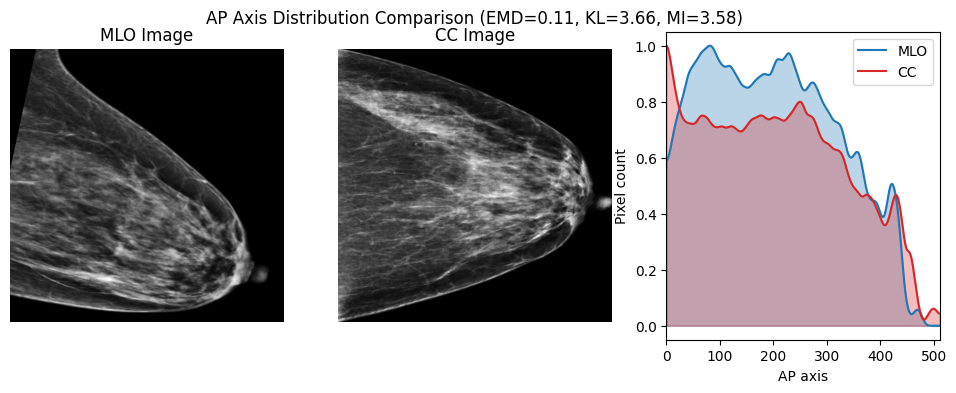 AP Axis Distribution Comparison (EMD=0.11, KL=3.66, MI=3.58)
MLO Image
CC Image
MLO
CC
Pixel count
1.0
0.8
0.6
0.4
0.2
0.0
0 100 200 300 400 500
AP axis